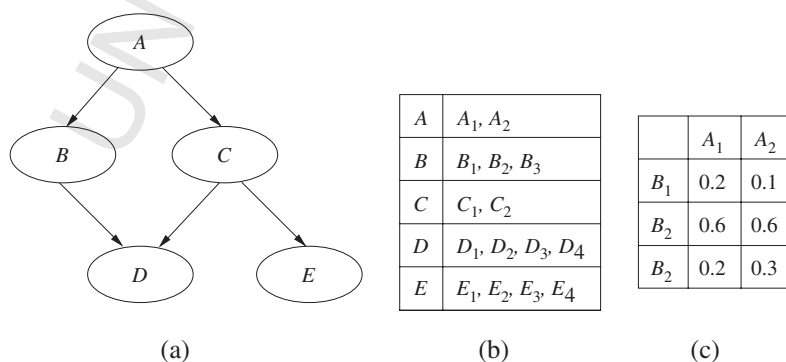 UN
A
B
C
D
E
(a)
A A₁, A₂
B B₁, B₂, B₃
C C₁, C₂
D D₁, D₂, D₃, D₄
E E₁, E₂, E₃, E₄
(b)
A₁ A₂
B₁ 0.2 0.1
B₂ 0.6 0.6
B₂ 0.2 0.3
(c)